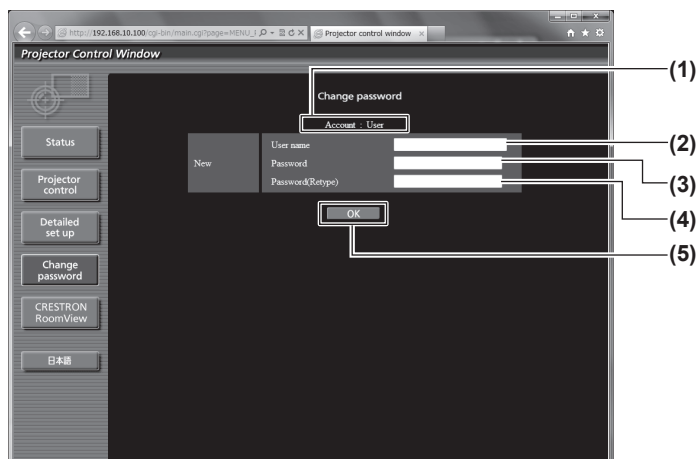 http://192.168.10.100/cgi-bin/main.cgi?page=MENU_I
Projector control window
Projector Control Window
Change password
Account : User
New
User name
Password
Password(Retype)
OK
Status
Projector
control
Detailed
set up
Change
password
CRESTRON
RoomView
日本語
(1)
(2)
(3)
(4)
(5)